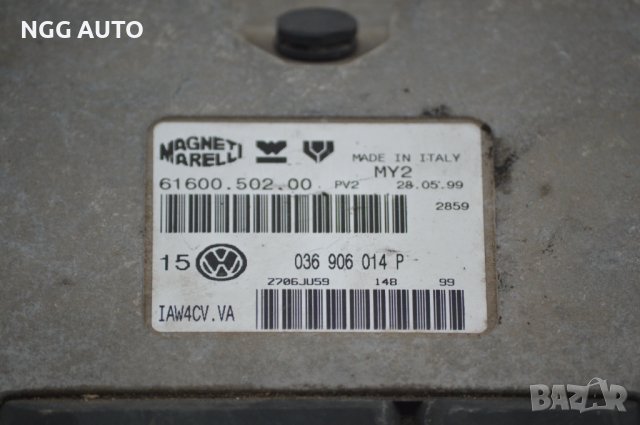 NGG AUTO
MAGNETI MARELLI MADE IN ITALY
MY2
61600.502.00 PV2 28.05.99
2859
15 036 906 014 P
2706JU59 148 99
IAW4CV.VA
BAZAR